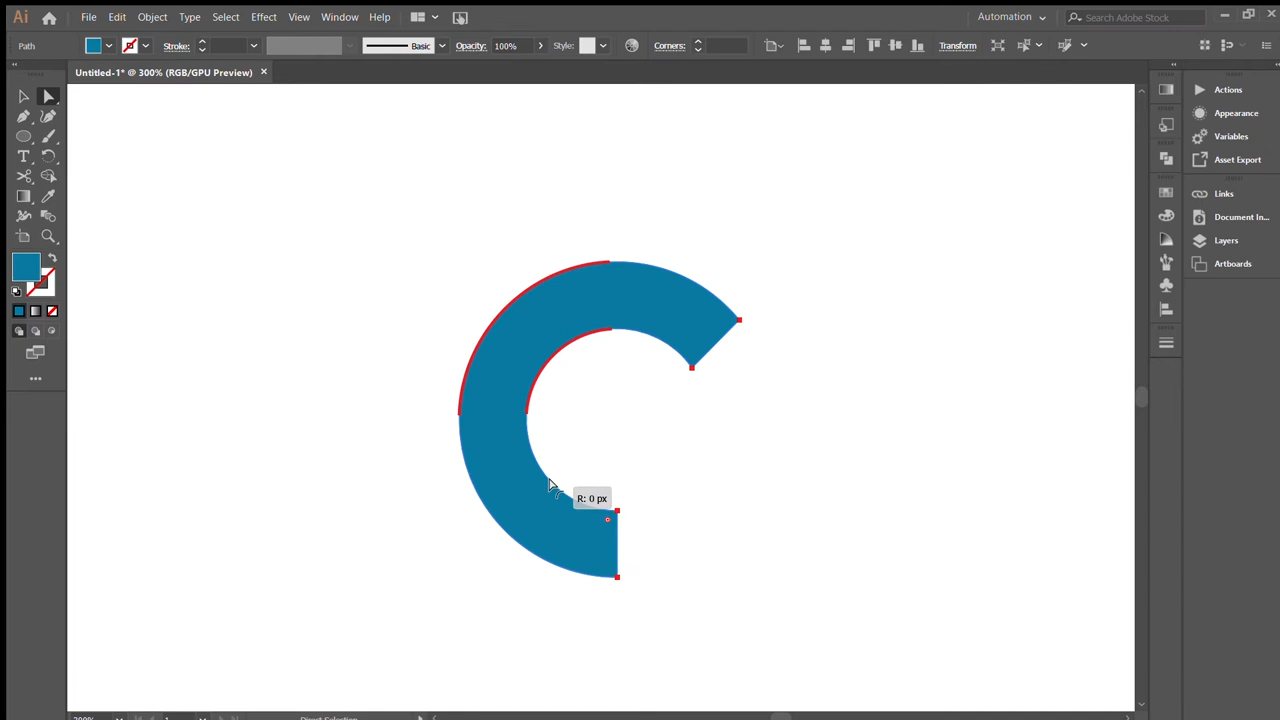 Ai File Edit Object Type Select Effect View Window Help Automation Search Adobe Stock
Path Stroke: Basic Opacity: 100% Style: Corners: Transform
Untitled-1* @ 300% (RGB/GPU Preview)
Actions
Appearance
Variables
Asset Export
Links
Document In...
Layers
Artboards
R: 0 px
300% 1 Direct Selection